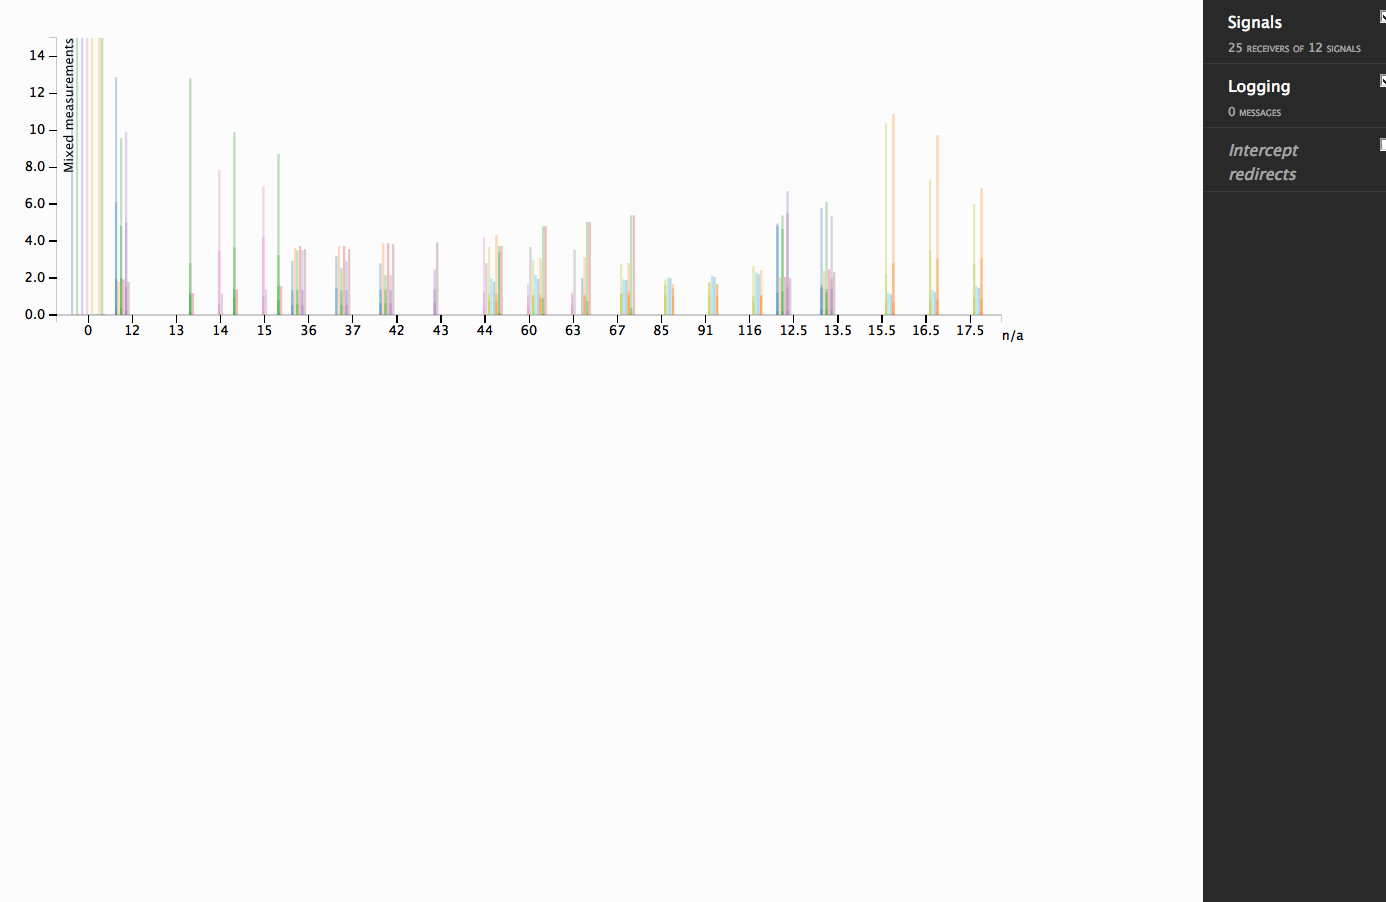 Mixed measurements
14
12
10
8.0
6.0
4.0
2.0
0.0
0 12 13 14 15 36 37 42 43 44 60 63 67 85 91 116 12.5 13.5 15.5 16.5 17.5
n/a
Signals
25 receivers of 12 signals
Logging
0 messages
Intercept
redirects